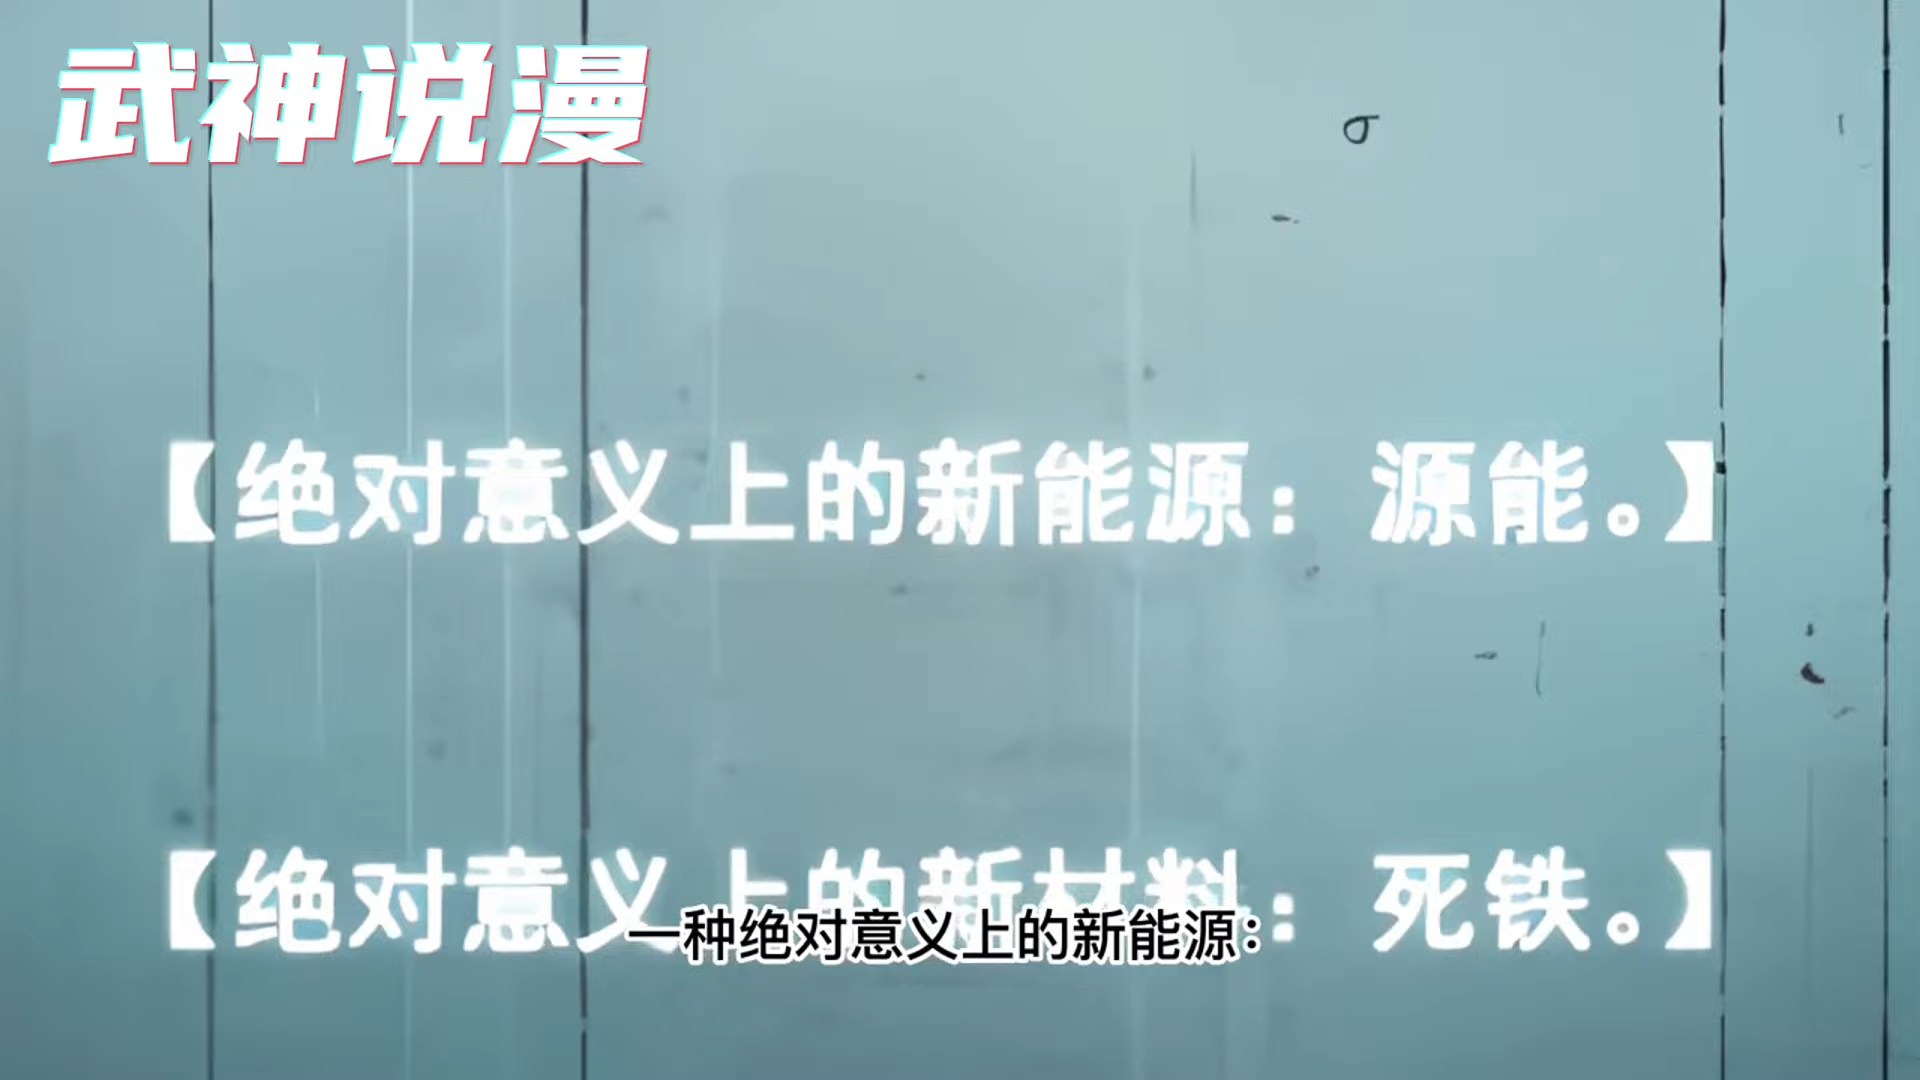 武神说漫
【绝对意义上的新能源：源能。】
【绝对意义上的新材料：死铁。】
一种绝对意义上的新能源：